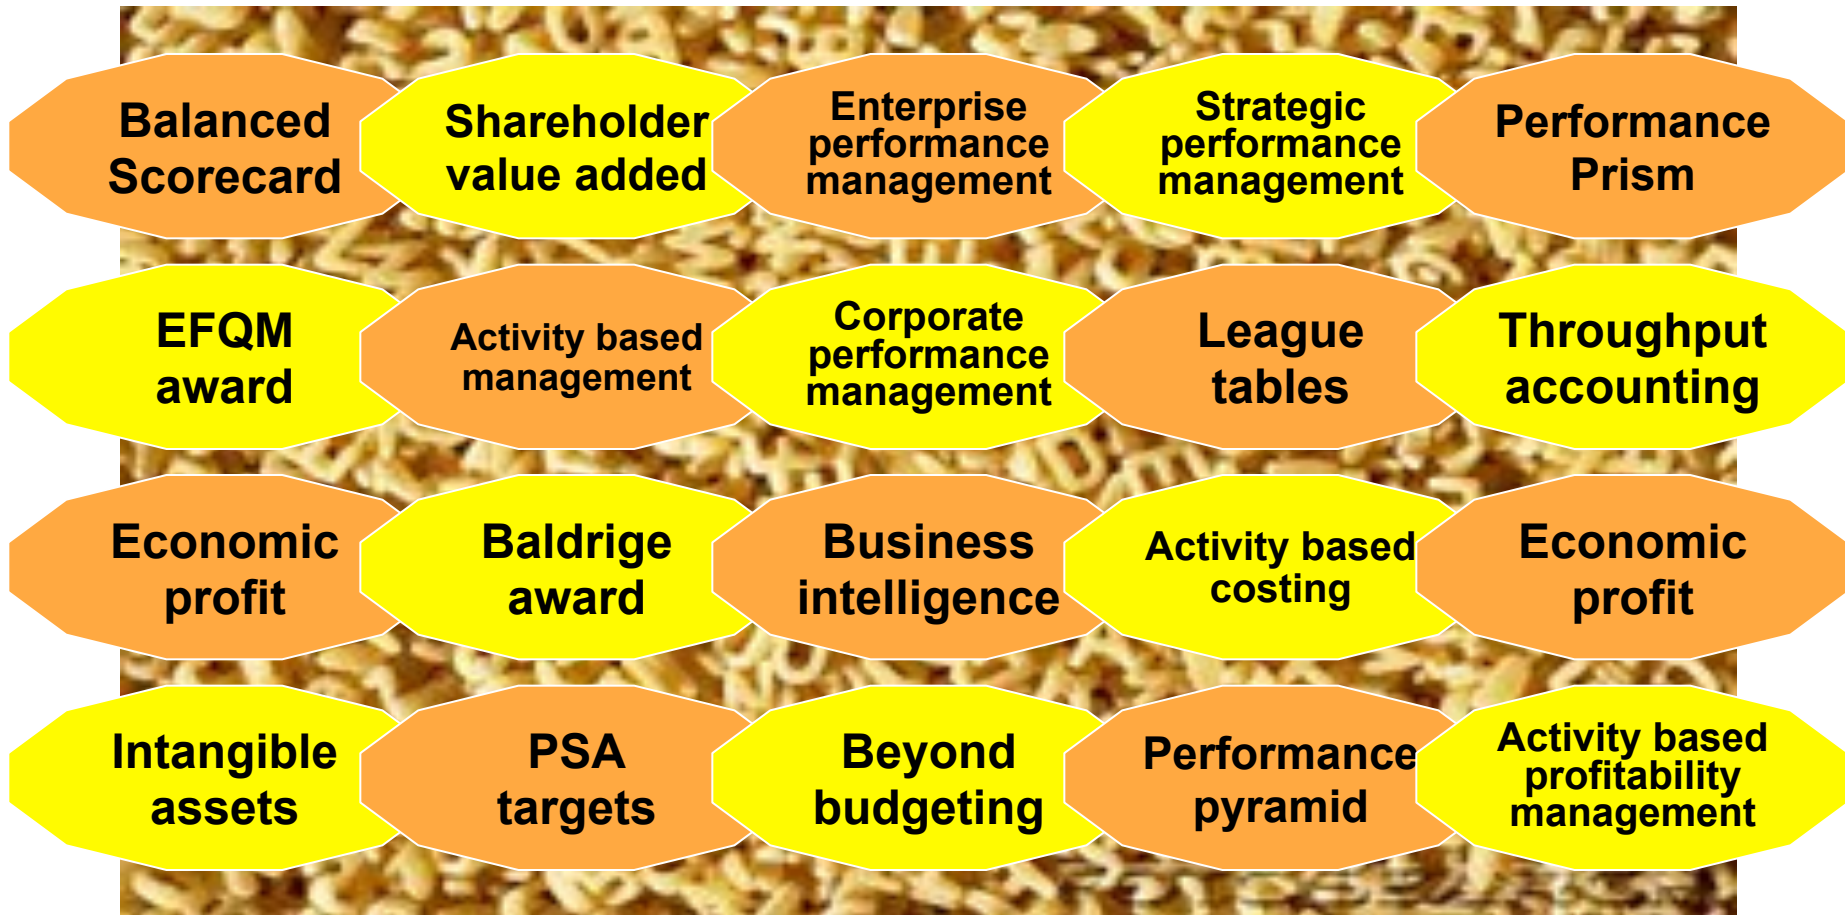 Balanced
Scorecard
Shareholder
value added
Enterprise
performance
management
Strategic
performance
management
Performance
Prism
EFQM
award
Activity based
management
Corporate
performance
management
League
tables
Throughput
accounting
Economic
profit
Baldrige
award
Business
intelligence
Activity based
costing
Economic
profit
Intangible
assets
PSA
targets
Beyond
budgeting
Performance
pyramid
Activity based
profitability
management